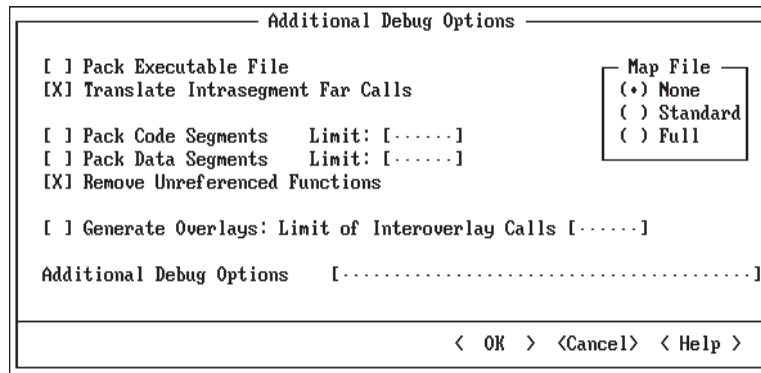 Additional Debug Options
[ ] Pack Executable File
[X] Translate Intrasegment Far Calls
Map File
(•) None
( ) Standard
( ) Full
[ ] Pack Code Segments Limit: [······]
[ ] Pack Data Segments Limit: [······]
[X] Remove Unreferenced Functions
[ ] Generate Overlays: Limit of Interoverlay Calls [······]
Additional Debug Options [········································]
< OK > <Cancel> < Help >